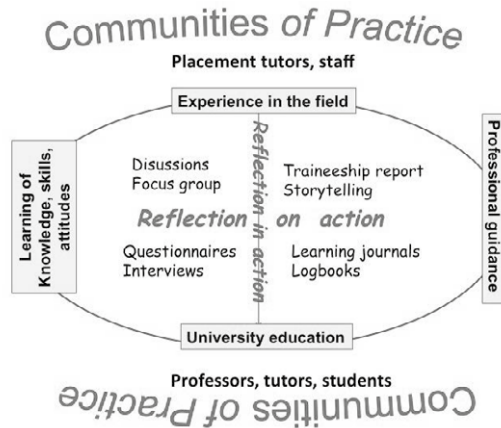 Communities of Practice
Placement tutors, staff
Experience in the field
Learning of
Knowledge, skills,
attitudes
Professional guidance
Reflection in action
Disussions
Focus group
Traineeship report
Storytelling
Reflection on action
Questionnaires
Interviews
Learning journals
Logbooks
University education
Professors, tutors, students
Communities of Practice